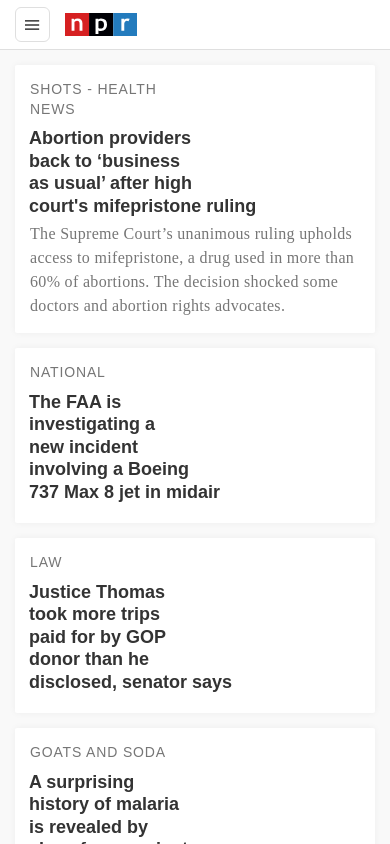 npr
SHOTS - HEALTH
NEWS
Abortion providers
back to ‘business
as usual’ after high
court's mifepristone ruling
The Supreme Court’s unanimous ruling upholds
access to mifepristone, a drug used in more than
60% of abortions. The decision shocked some
doctors and abortion rights advocates.
NATIONAL
The FAA is
investigating a
new incident
involving a Boeing
737 Max 8 jet in midair
LAW
Justice Thomas
took more trips
paid for by GOP
donor than he
disclosed, senator says
GOATS AND SODA
A surprising
history of malaria
is revealed by